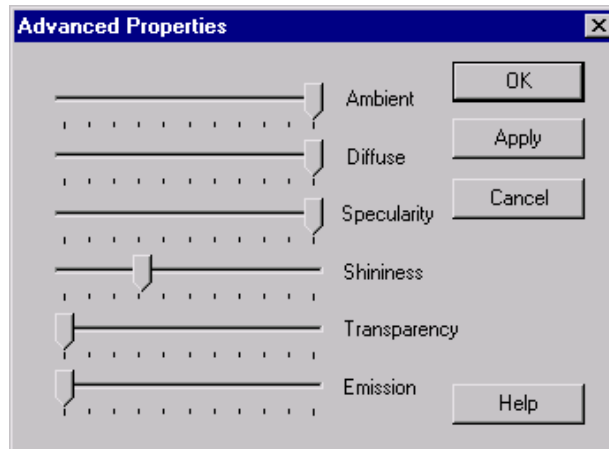 Advanced Properties
Ambient
OK
Diffuse
Apply
Specularity
Cancel
Shininess
Transparency
Emission
Help